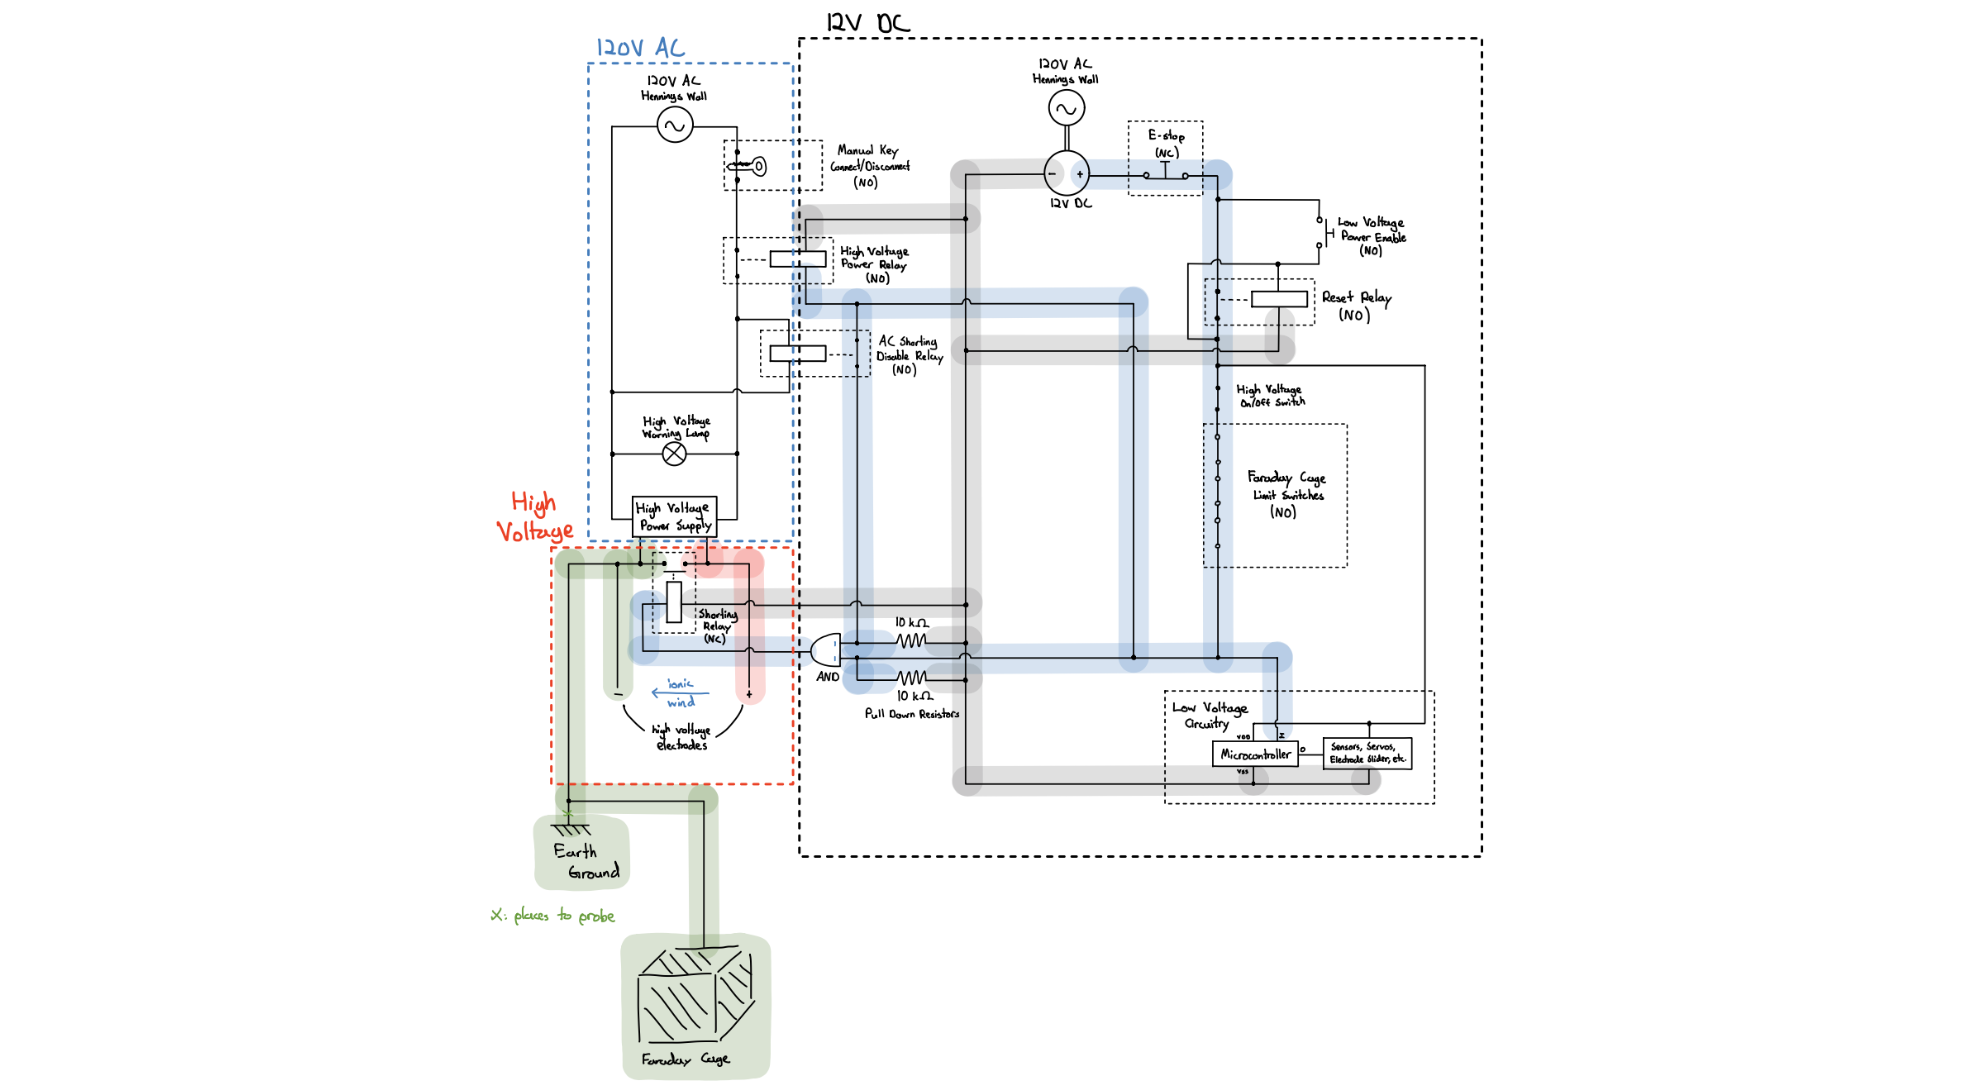 12V DC
120V AC
120V AC
Hennings Wall
120V AC
Hennings Wall
E-stop
(NC)
Manual Key
Connect/Disconnect
(NO)
-
+
12V DC
High Voltage
Power Relay
(NO)
Low Voltage
Power Enable
(NO)
Reset Relay
(NO)
AC Shorting
Disable Relay
(NO)
High Voltage
On/Off Switch
High Voltage
Warning Lamp
Faraday Cage
Limit Switches
(NO)
High Voltage
Power Supply
High
Voltage
Shorting
Relay
(NC)
10 kΩ
AND
10 kΩ
Pull Down Resistors
ionic
wind
-
+
high voltage
electrodes
Low Voltage
Circuitry
VDD
I
Microcontroller
O
VSS
Sensors, Servos,
Electrode Slider, etc.
X
Earth
Ground
X: places to probe
Faraday Cage